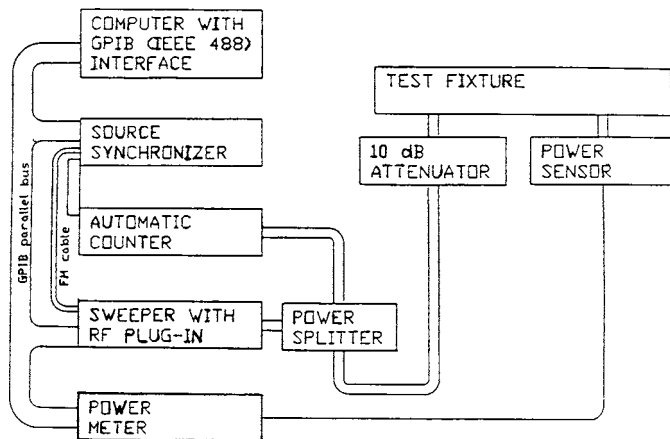 COMPUTER WITH
GPIB (IEEE 488)
INTERFACE
TEST FIXTURE
SOURCE
SYNCHRONIZER
10 dB
ATTENUATOR
POWER
SENSOR
AUTOMATIC
COUNTER
GPIB parallel bus
FM cable
SWEEPER WITH
RF PLUG-IN
POWER
SPLITTER
POWER
METER